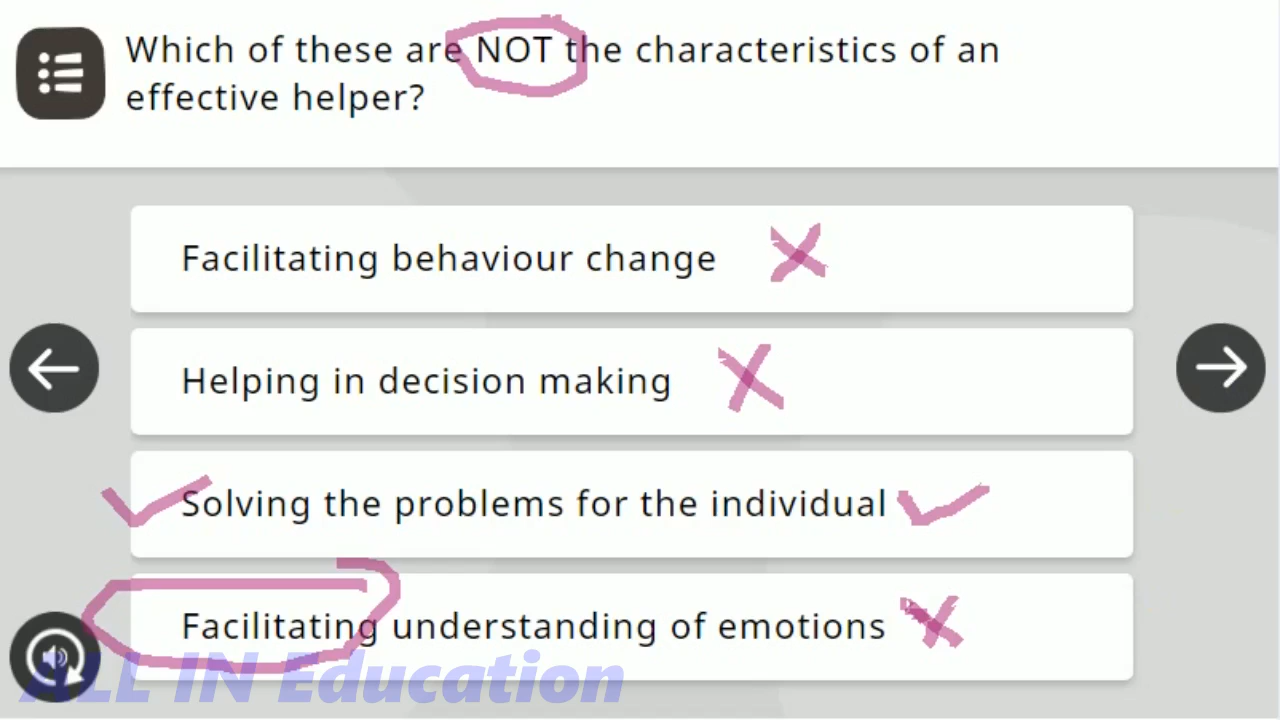 Which of these are NOT the characteristics of an
effective helper?
Facilitating behaviour change
Helping in decision making
Solving the problems for the individual
Facilitating understanding of emotions
ALL IN Education